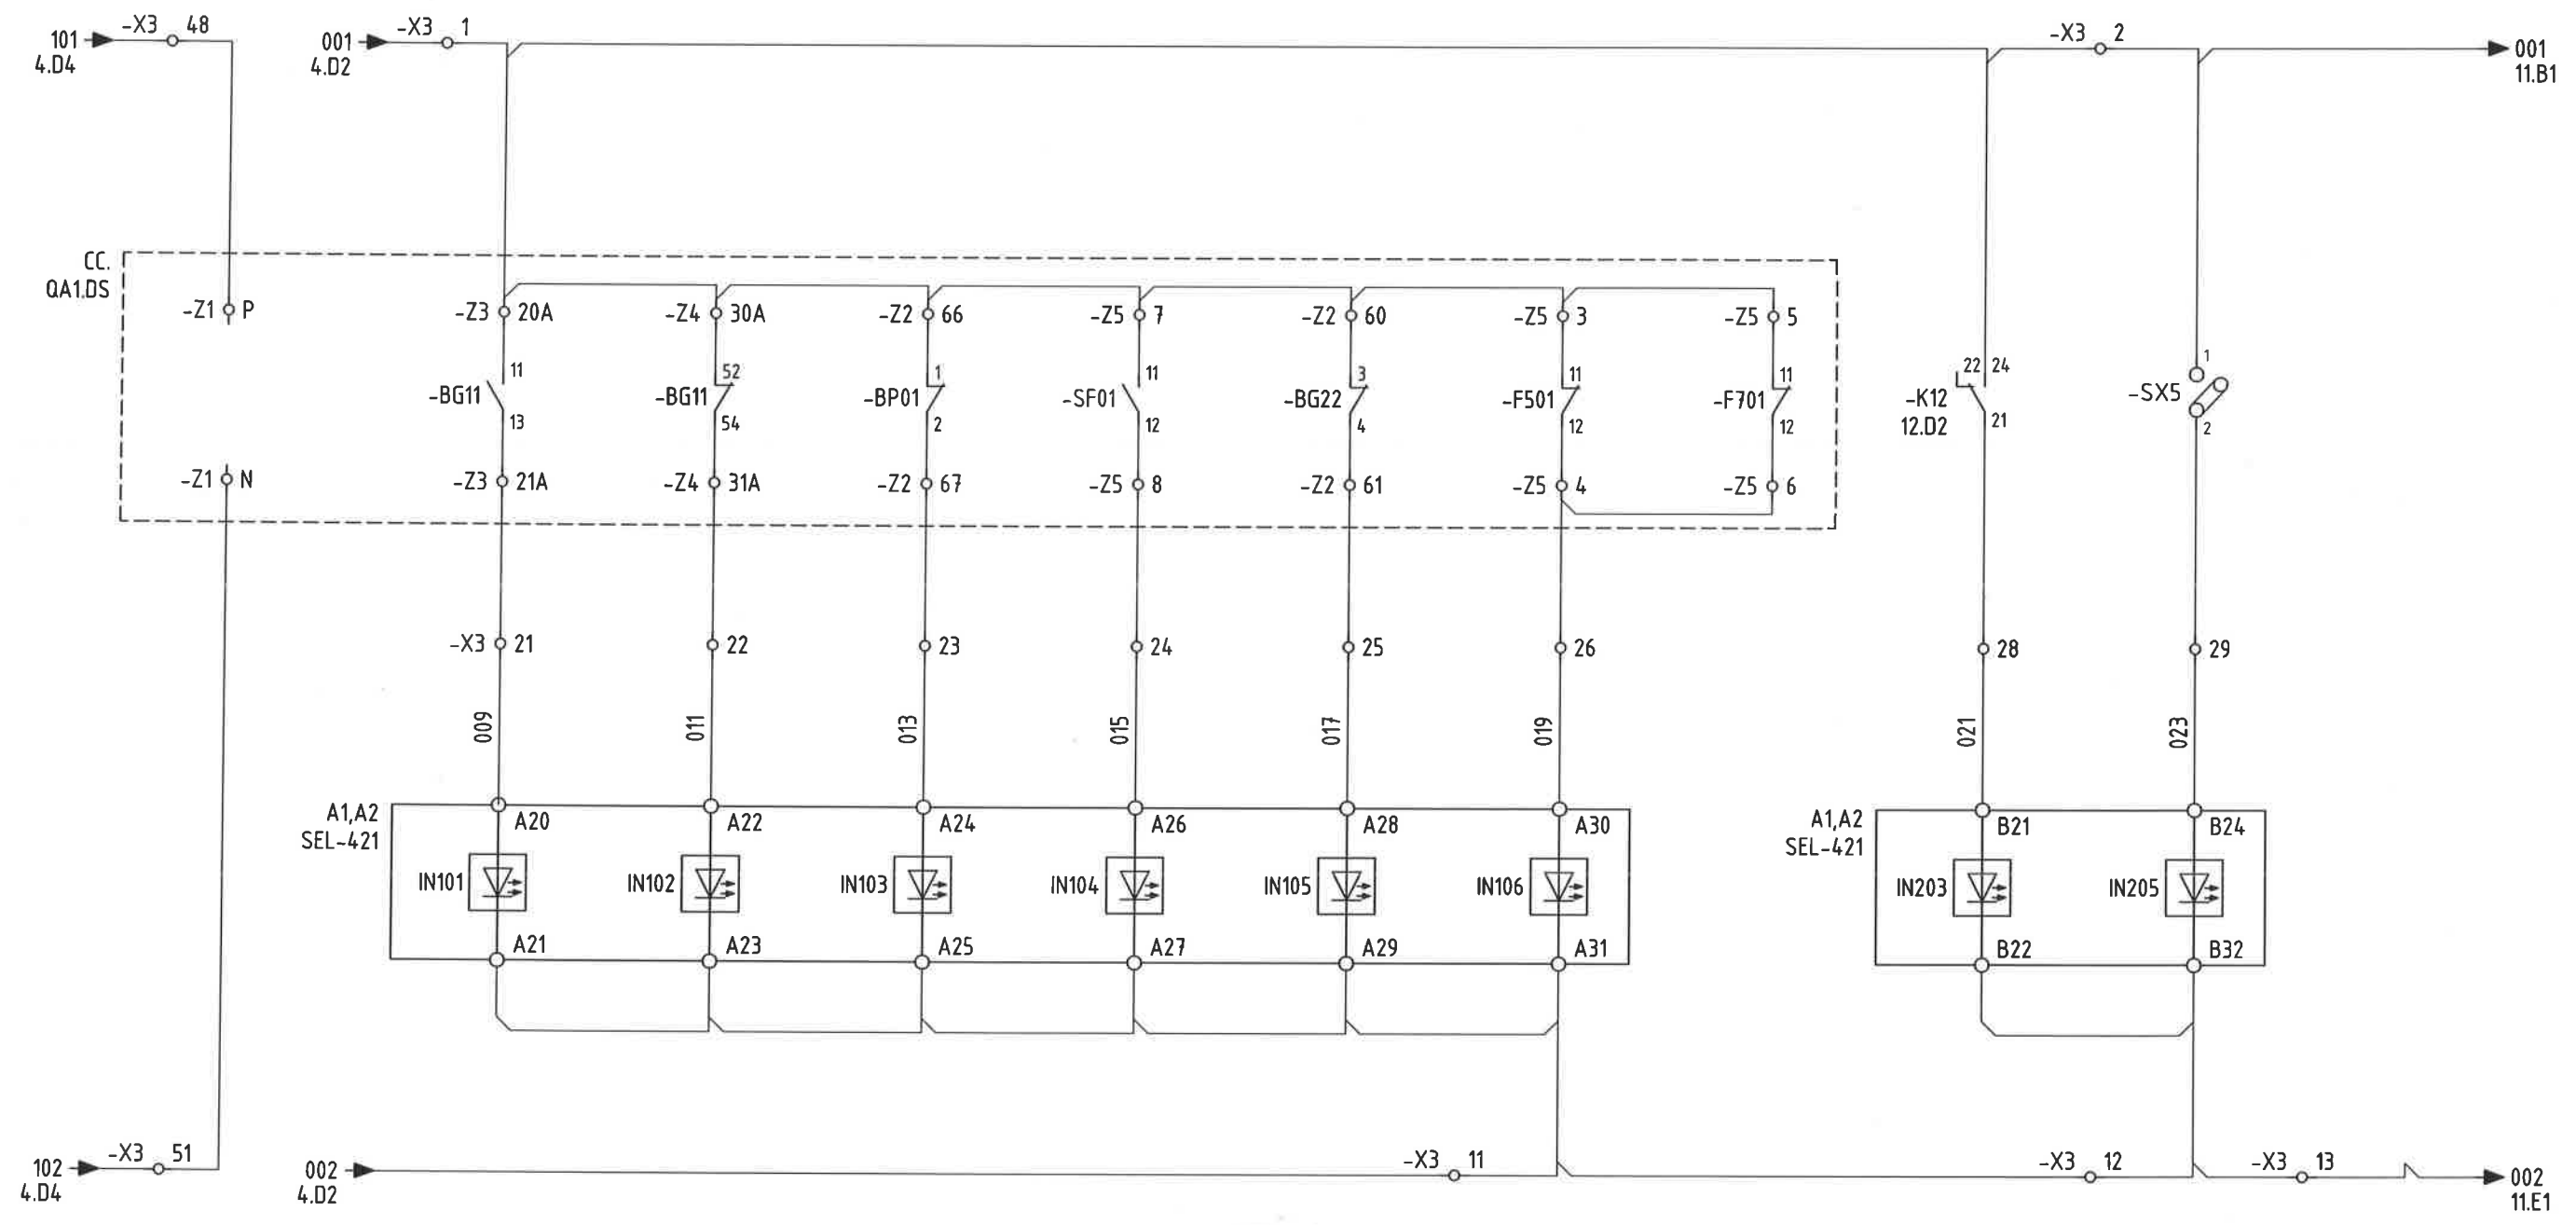 -X3 48
101
4.D4
-X3 1
001
4.D2
-X3 2
001
11.B1
CC.
QA1.DS
-Z1 P
-Z3 20A
-Z4 30A
-Z2 66
-Z5 7
-Z2 60
-Z5 3
-Z5 5
11
-BG11
13
52
-BG11
54
1
-BP01
2
11
-SF01
12
3
-BG22
4
11
-F501
12
11
-F701
12
22 24
-K12
12.D2
21
1
-SX5
2
-Z1 N
-Z3 21A
-Z4 31A
-Z2 67
-Z5 8
-Z2 61
-Z5 4
-Z5 6
-X3 21
22
23
24
25
26
28
29
009
011
013
015
017
019
021
023
A1,A2
SEL-421
A20
A22
A24
A26
A28
A30
A1,A2
SEL-421
B21
B24
IN101
IN102
IN103
IN104
IN105
IN106
IN203
IN205
A21
A23
A25
A27
A29
A31
B22
B32
-X3 51
102
4.D4
002
4.D2
-X3 11
-X3 12
-X3 13
002
11.E1